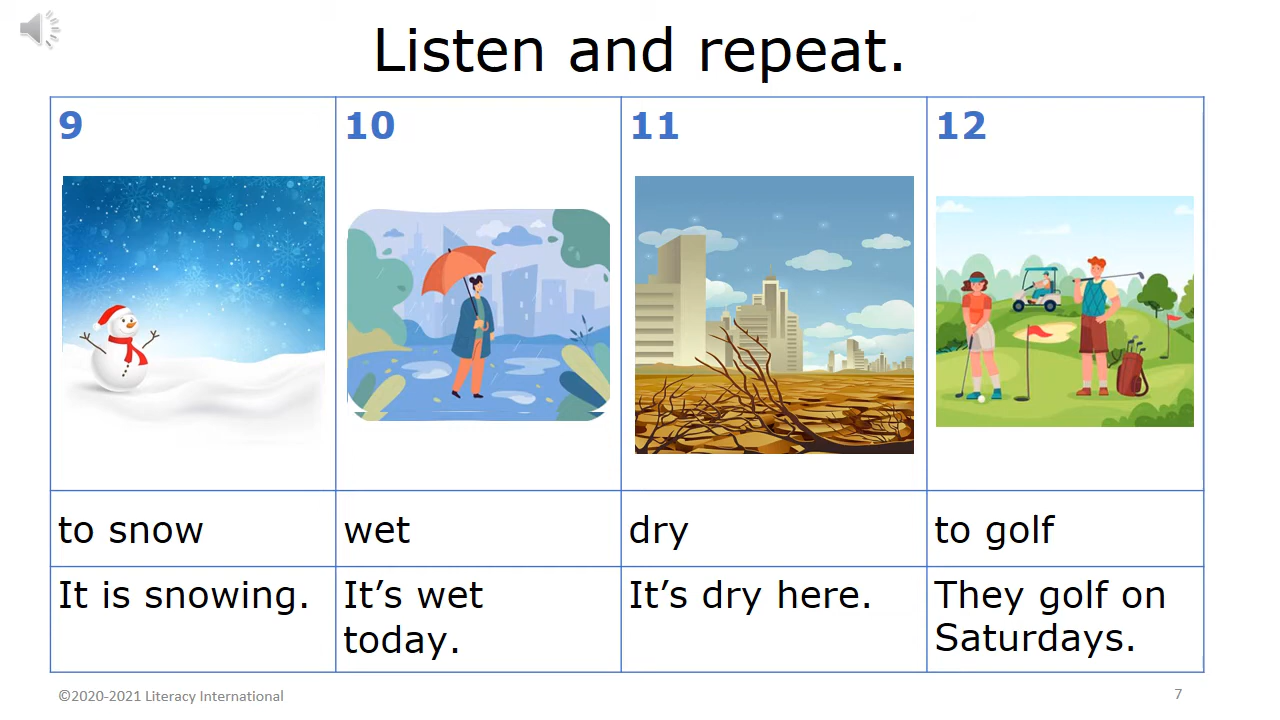 Listen and repeat.
9
10
11
12
to snow
wet
dry
to golf
It is snowing.
It’s wet
today.
It’s dry here.
They golf on
Saturdays.
©2020-2021 Literacy International
7